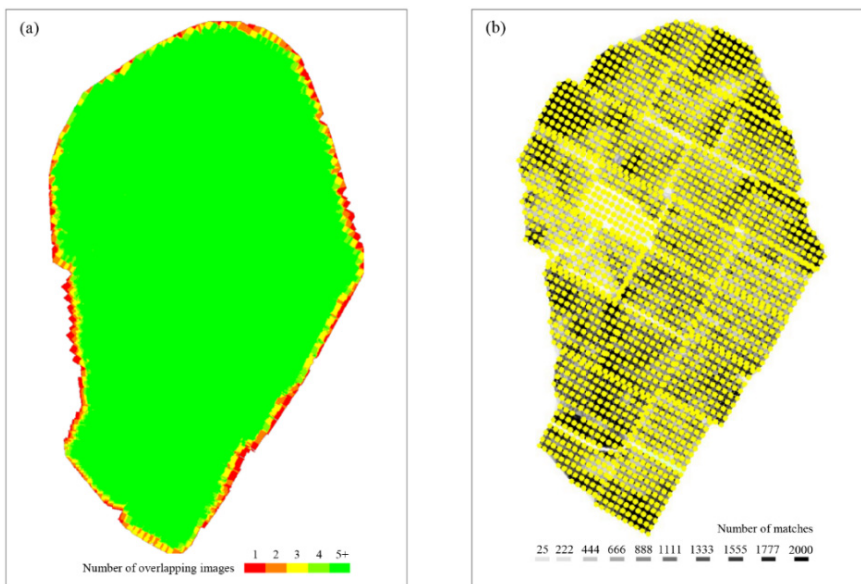 (a)
1 2 3 4 5+
Number of overlapping images
(b)
Number of matches
25 222 444 666 888 1111 1333 1555 1777 2000